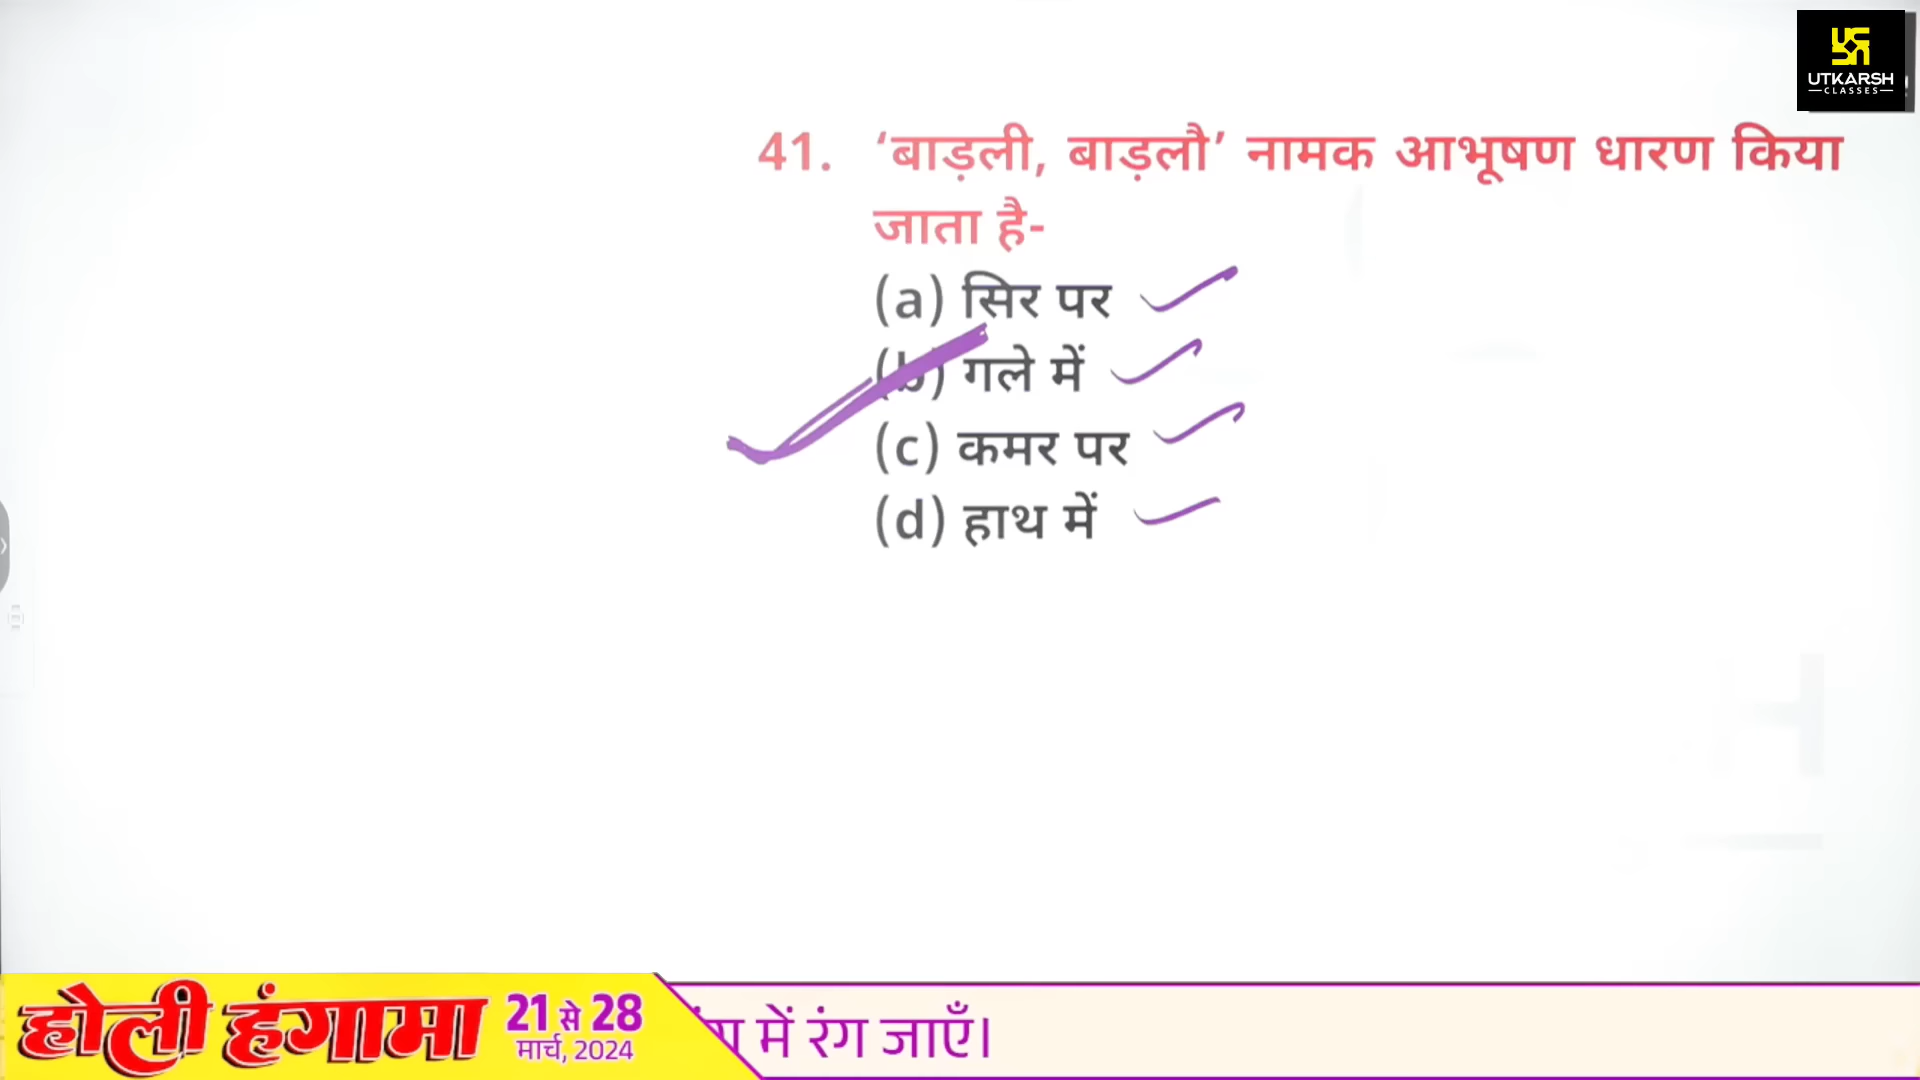 UTKARSH
CLASSES
41. ‘बाड़ली, बाड़लौ’ नामक आभूषण धारण किया
जाता है-
(a) सिर पर
(b) गले में
(c) कमर पर
(d) हाथ में
होली हंगामा 21 से 28
मार्च, 2024
में रंग जाएँ।